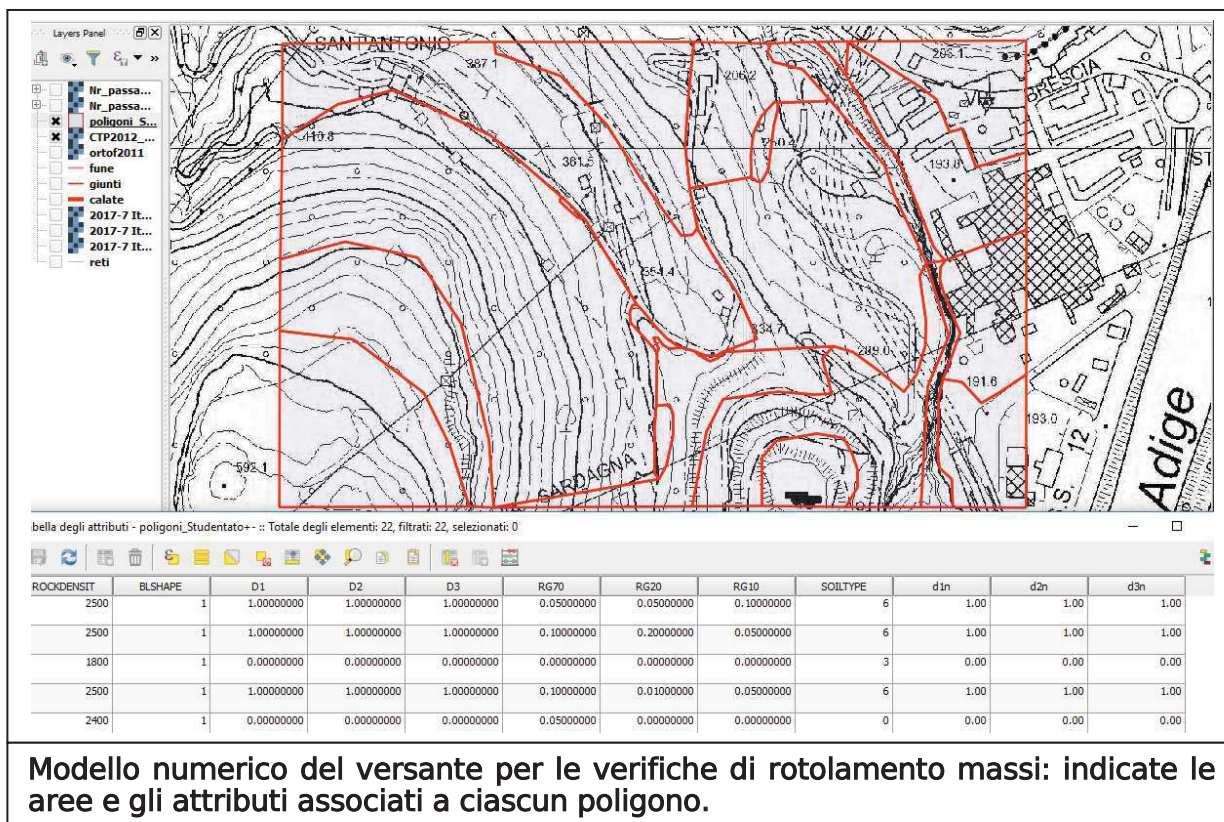 Layers Panel
Nr_passa...
Nr_passa...
poligoni_S...
CTP2012_...
ortof2011
fune
giunti
calate
2017-7 It...
2017-7 It...
2017-7 It...
reti
SANT'ANTONIO
387.1
206.2
BRESCIA
410.8
361.5
193.8
ST
354.4
334.7
289.0
191.6
193.0
592.1
SARDAGNA
S.
12
Adige
abella degli attributi - poligoni_Studentato+- :: Totale degli elementi: 22, filtrati: 22, selezionati: 0
ROCKDENSIT BLSHAPE D1 D2 D3 RG70 RG20 RG10 SOILTYPE d1n d2n d3n
2500 1 1.00000000 1.00000000 1.00000000 0.05000000 0.05000000 0.10000000 6 1.00 1.00 1.00
2500 1 1.00000000 1.00000000 1.00000000 0.10000000 0.20000000 0.05000000 6 1.00 1.00 1.00
1800 1 0.00000000 0.00000000 0.00000000 0.00000000 0.00000000 0.00000000 3 0.00 0.00 0.00
2500 1 1.00000000 1.00000000 1.00000000 0.10000000 0.01000000 0.05000000 6 1.00 1.00 1.00
2400 1 0.00000000 0.00000000 0.00000000 0.05000000 0.00000000 0.00000000 0 0.00 0.00 0.00
Modello numerico del versante per le verifiche di rotolamento massi: indicate le
aree e gli attributi associati a ciascun poligono.